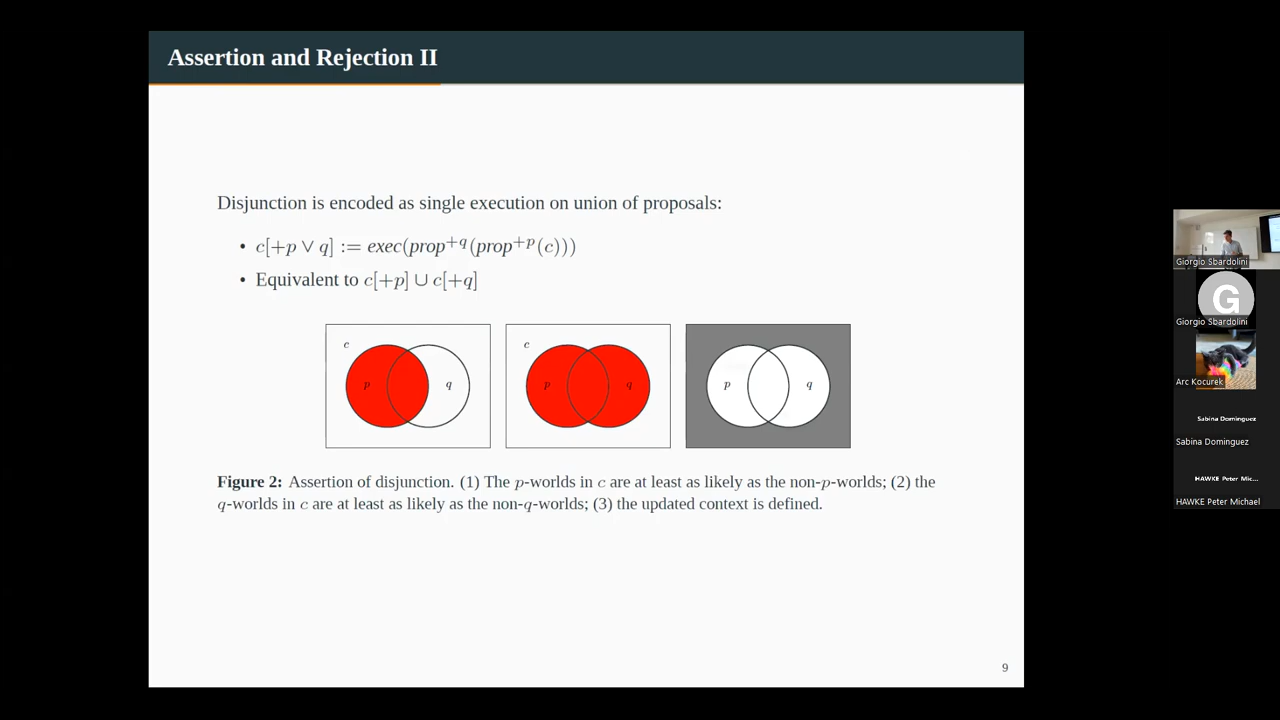 Assertion and Rejection II
Disjunction is encoded as single execution on union of proposals:
• c[+p ∨ q] := exec(prop⁺q(prop⁺p(c)))
• Equivalent to c[+p] ∪ c[+q]
c
p
q
c
p
q
p
q
Figure 2: Assertion of disjunction. (1) The p-worlds in c are at least as likely as the non-p-worlds; (2) the
q-worlds in c are at least as likely as the non-q-worlds; (3) the updated context is defined.
9
Giorgio Sbardolini
G
Giorgio Sbardolini
Arc Kocurek
Sabina Dominguez
Sabina Dominguez
HAWKE Peter Mic...
HAWKE Peter Michael